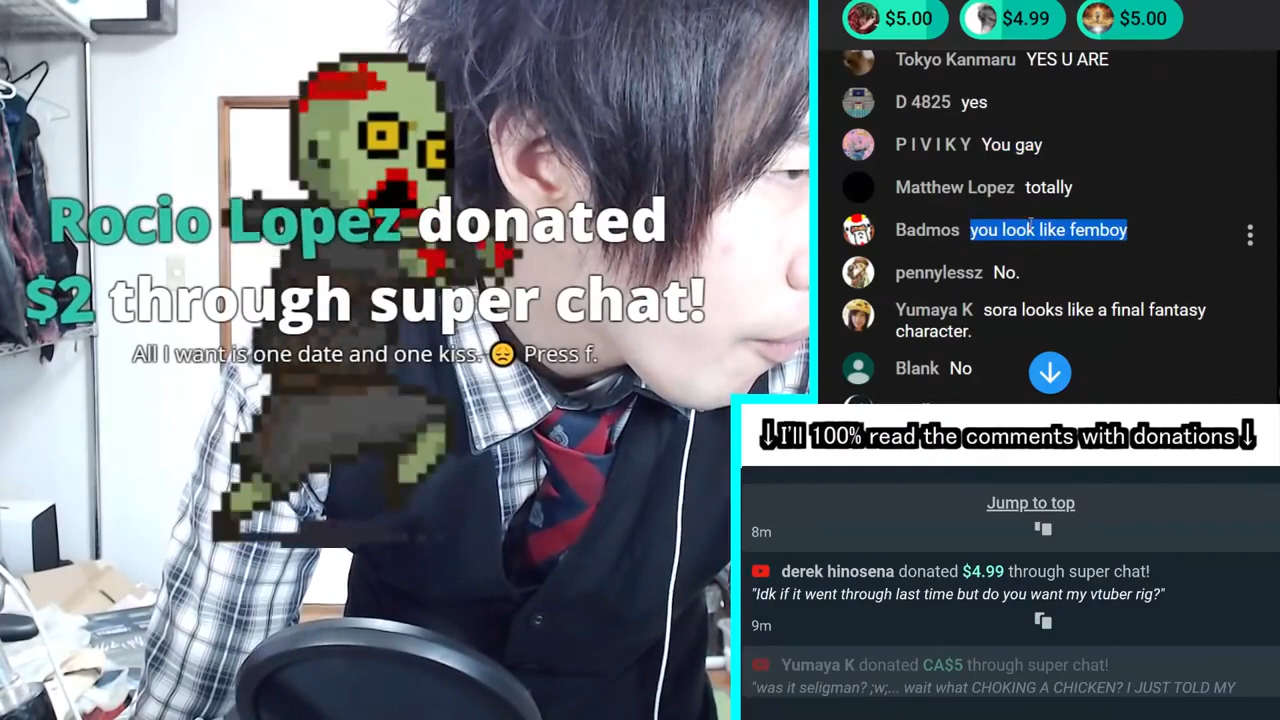 Rocio Lopez donated
$2 through super chat!
All I want is one date and one kiss. 😞 Press f.
$5.00 $4.99 $5.00
Tokyo Kanmaru YES U ARE
D 4825 yes
P I V I K Y You gay
Matthew Lopez totally
Badmos you look like femboy
pennylessz No.
Yumaya K sora looks like a final fantasy
character.
Blank No
↓I'll 100% read the comments with donations↓
Jump to top
8m
derek hinosena donated $4.99 through super chat!
"Idk if it went through last time but do you want my vtuber rig?"
9m
Yumaya K donated CA$5 through super chat!
"was it seligman? ;w;... wait what CHOKING A CHICKEN? I JUST TOLD MY